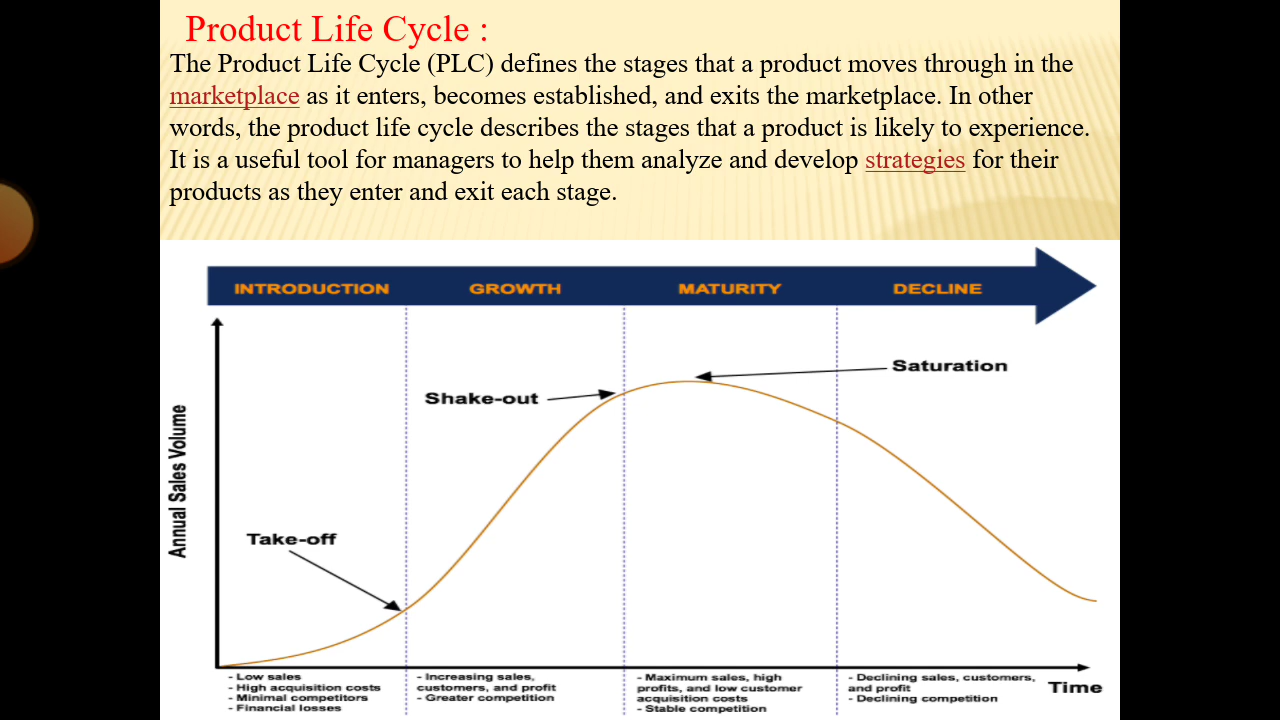 Product Life Cycle :
The Product Life Cycle (PLC) defines the stages that a product moves through in the
marketplace as it enters, becomes established, and exits the marketplace. In other
words, the product life cycle describes the stages that a product is likely to experience.
It is a useful tool for managers to help them analyze and develop strategies for their
products as they enter and exit each stage.
INTRODUCTION
GROWTH
MATURITY
DECLINE
Saturation
Shake-out
Take-off
Annual Sales Volume
- Low sales
- High acquisition costs
- Minimal competitors
- Financial losses
- Increasing sales,
customers, and profit
- Greater competition
- Maximum sales, high
profits, and low customer
acquisition costs
- Stable competition
- Declining sales, customers,
and profit
- Declining competition
Time